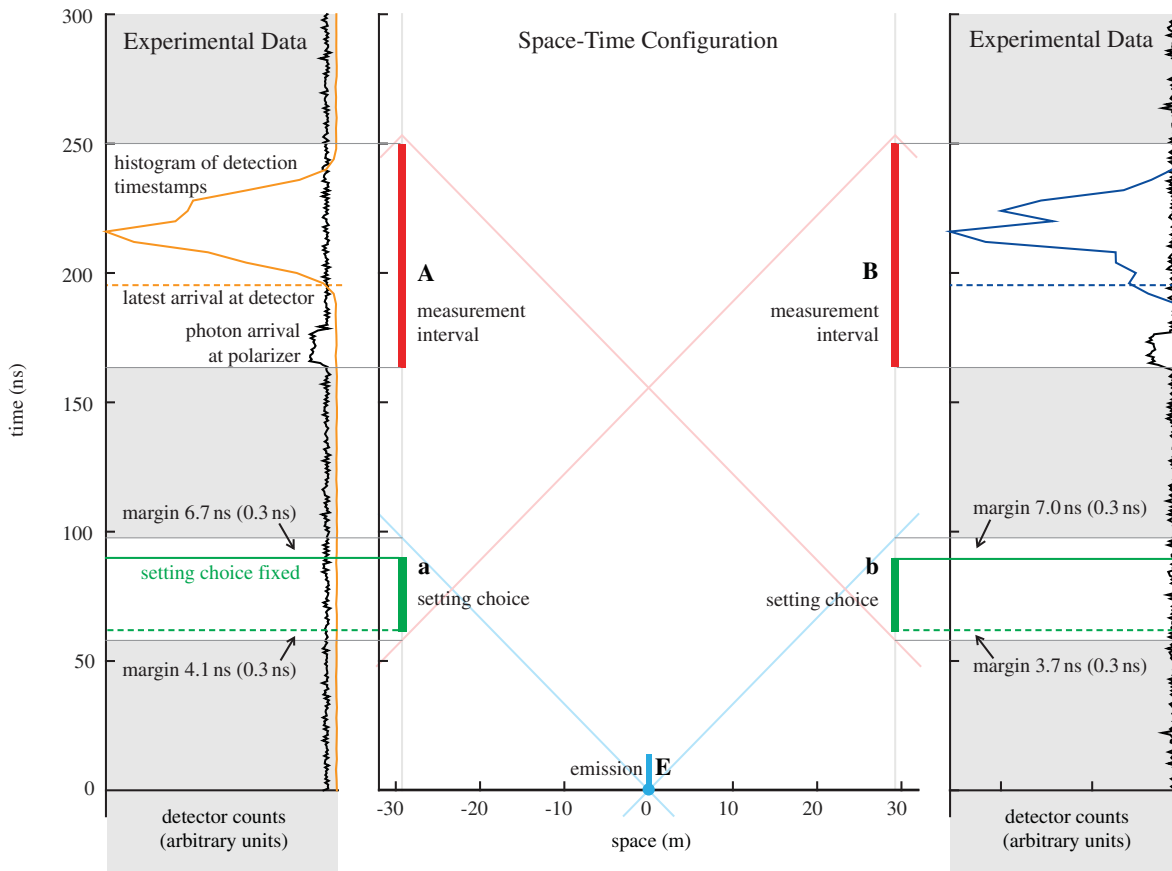 300
250
200
150
100
50
0
time (ns)
Experimental Data
histogram of detection
timestamps
latest arrival at detector
photon arrival
at polarizer
margin 6.7 ns (0.3 ns)
setting choice fixed
margin 4.1 ns (0.3 ns)
detector counts
(arbitrary units)
Space-Time Configuration
A
measurement
interval
B
measurement
interval
a
setting choice
b
setting choice
emission E
-30 -20 -10 0 10 20 30
space (m)
Experimental Data
margin 7.0 ns (0.3 ns)
margin 3.7 ns (0.3 ns)
detector counts
(arbitrary units)